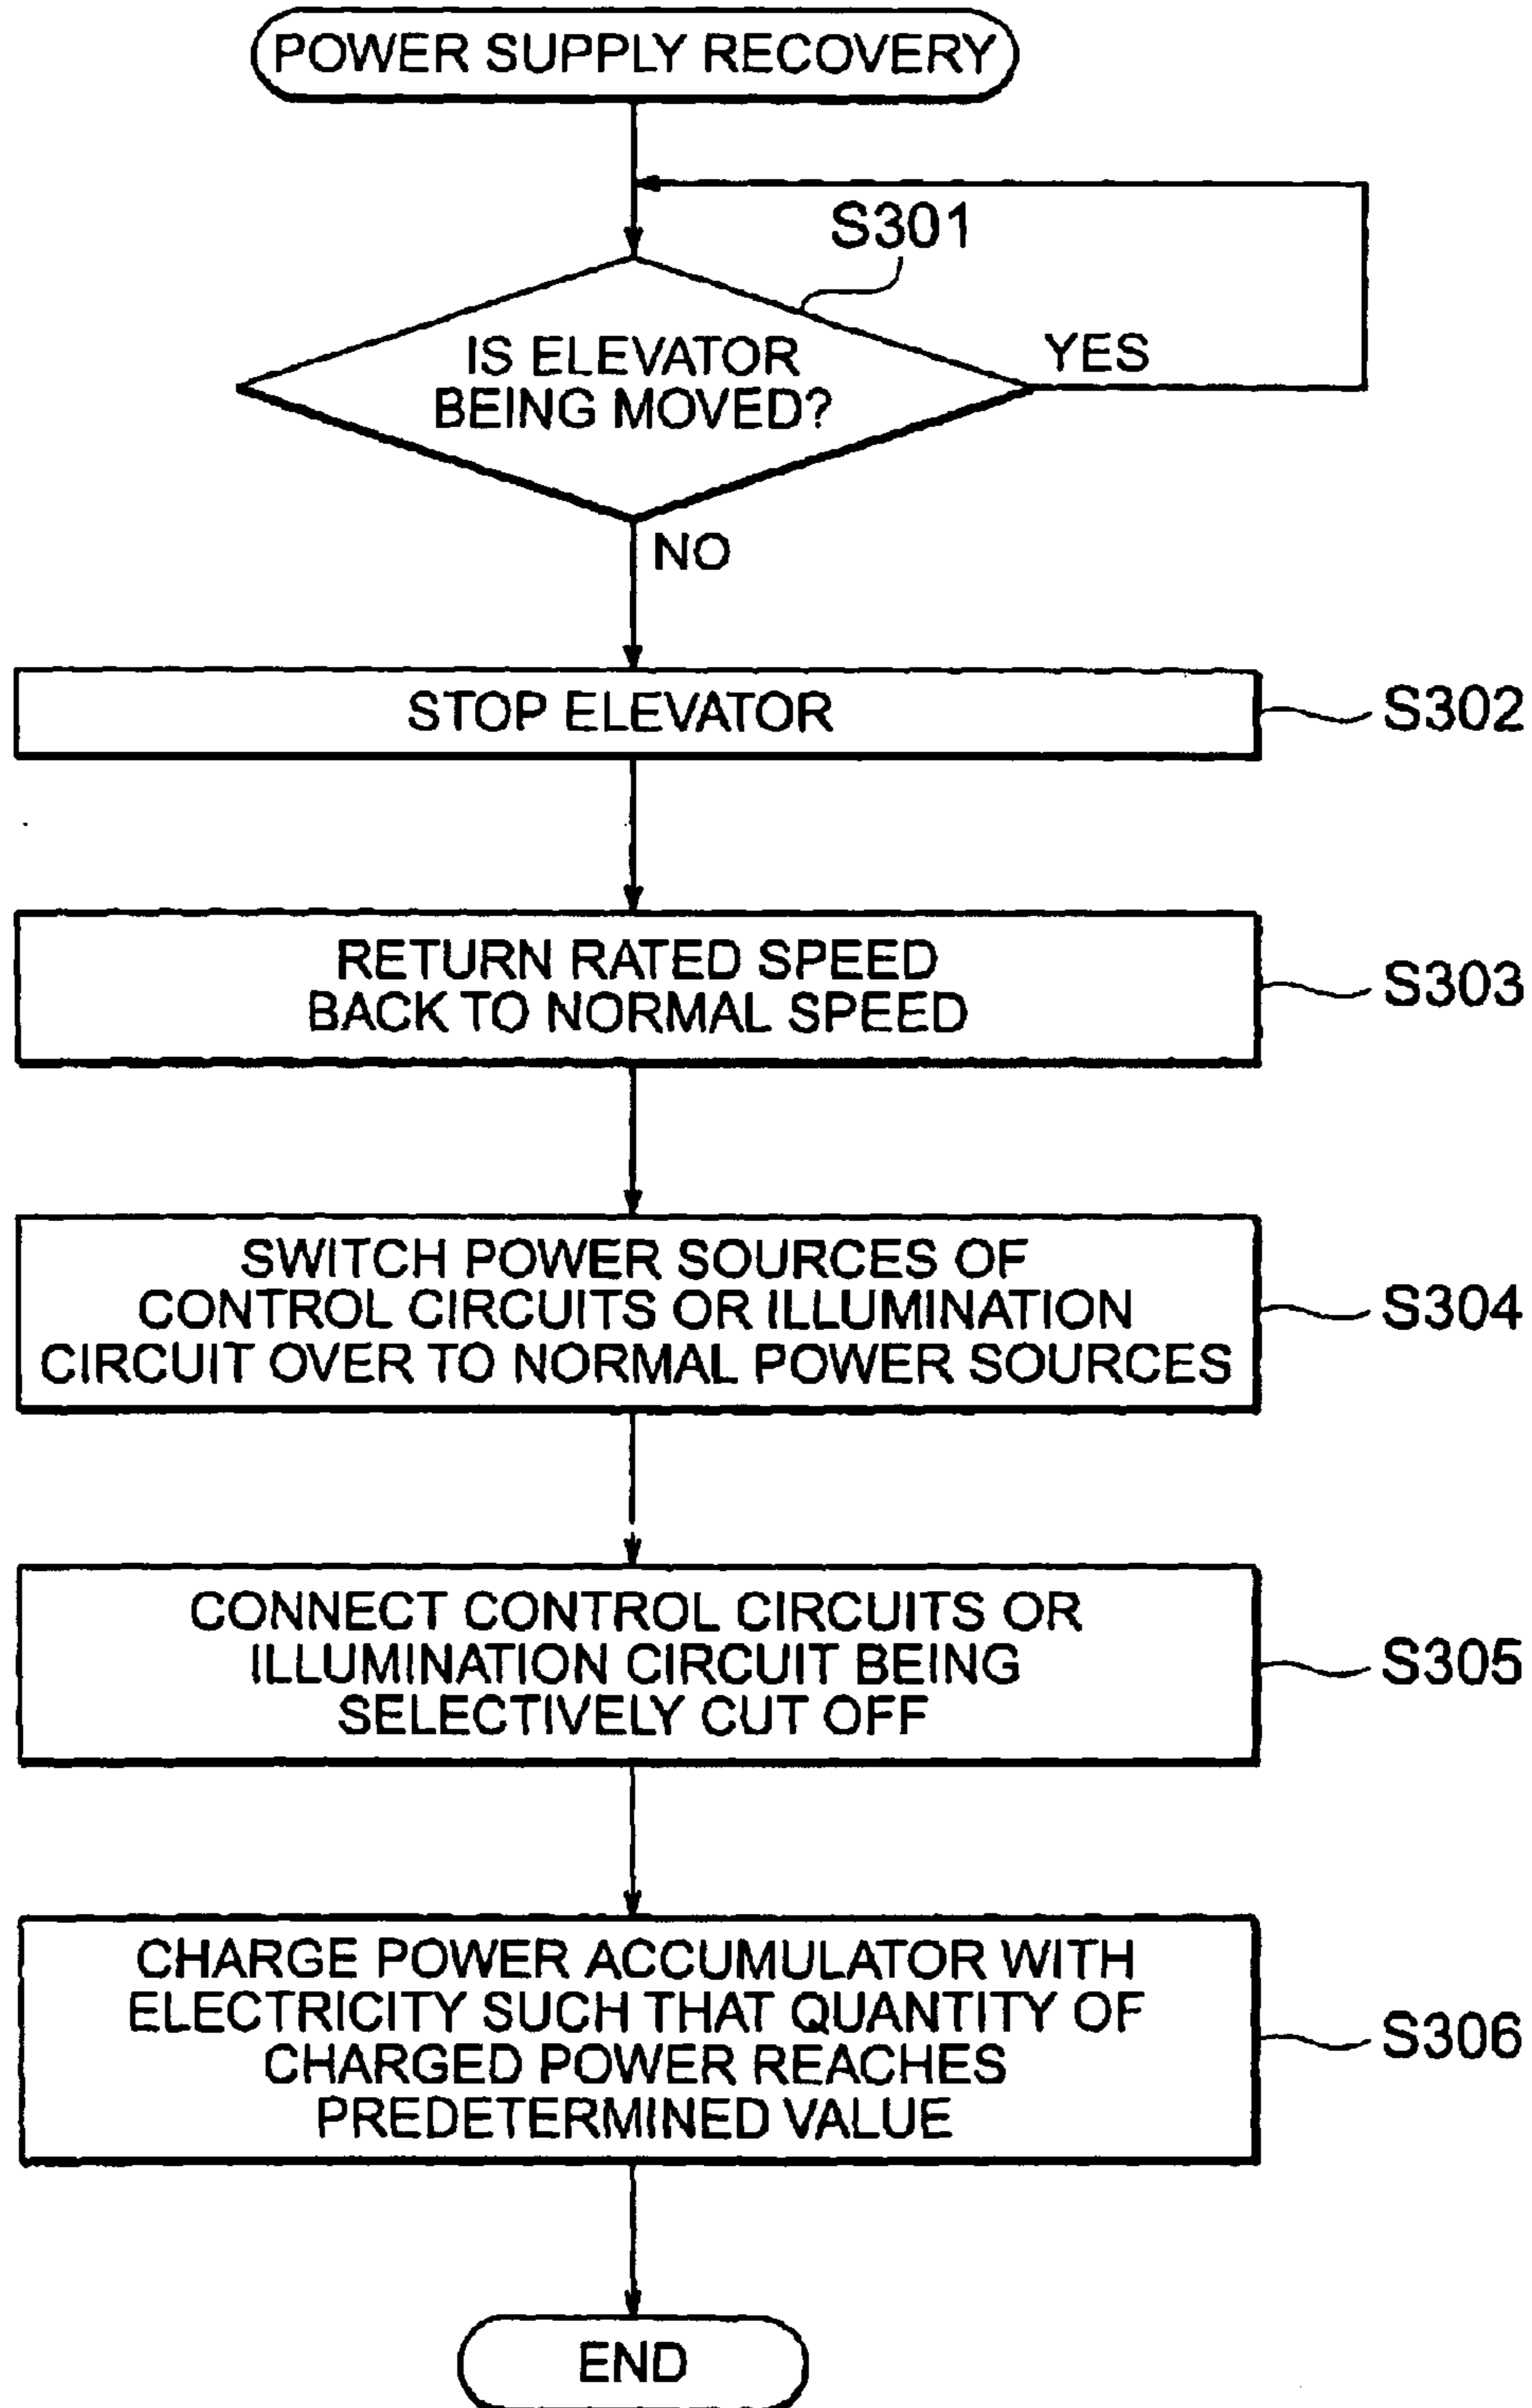 POWER SUPPLY RECOVERY
S301
IS ELEVATOR
BEING MOVED?
YES
NO
STOP ELEVATOR
S302
RETURN RATED SPEED
BACK TO NORMAL SPEED
S303
SWITCH POWER SOURCES OF
CONTROL CIRCUITS OR ILLUMINATION
CIRCUIT OVER TO NORMAL POWER SOURCES
S304
CONNECT CONTROL CIRCUITS OR
ILLUMINATION CIRCUIT BEING
SELECTIVELY CUT OFF
S305
CHARGE POWER ACCUMULATOR WITH
ELECTRICITY SUCH THAT QUANTITY OF
CHARGED POWER REACHES
PREDETERMINED VALUE
S306
END